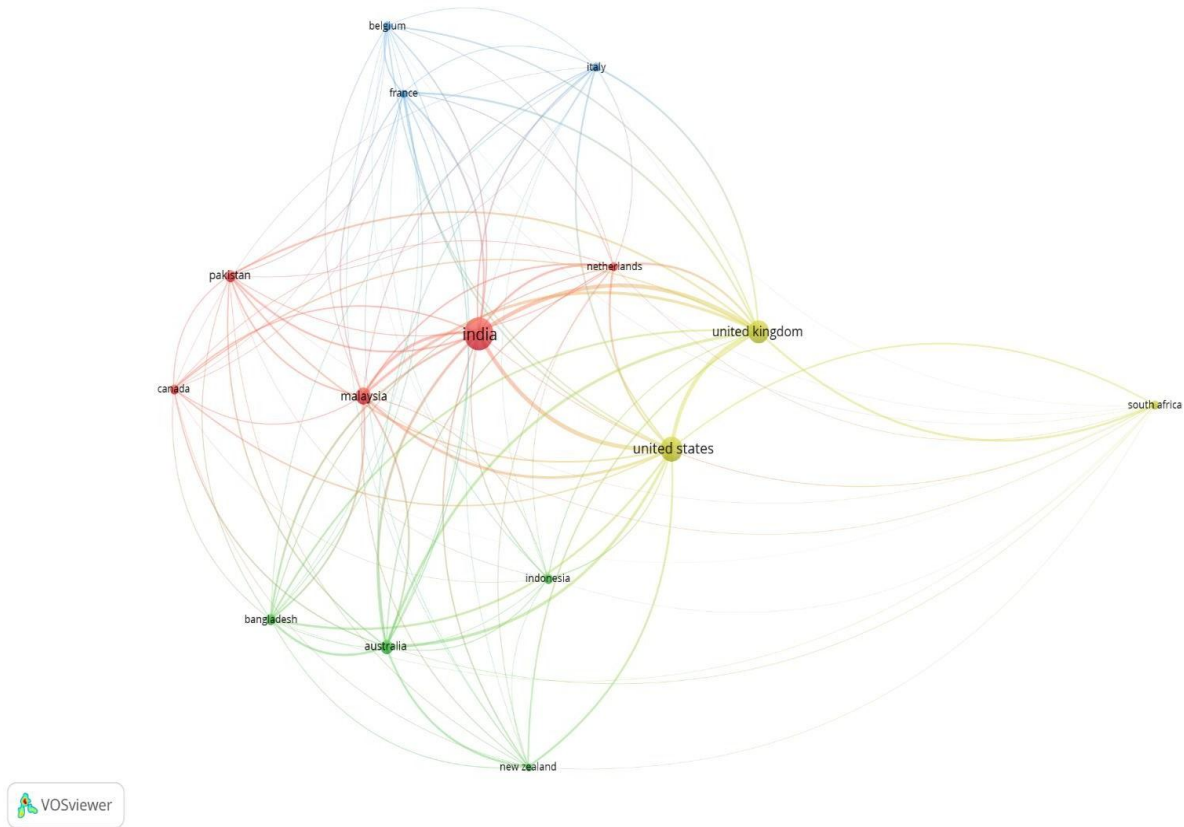 belgium
italy
france
netherlands
pakistan
india
united kingdom
canada
malaysia
south africa
united states
indonesia
bangladesh
australia
new zealand
VOSviewer